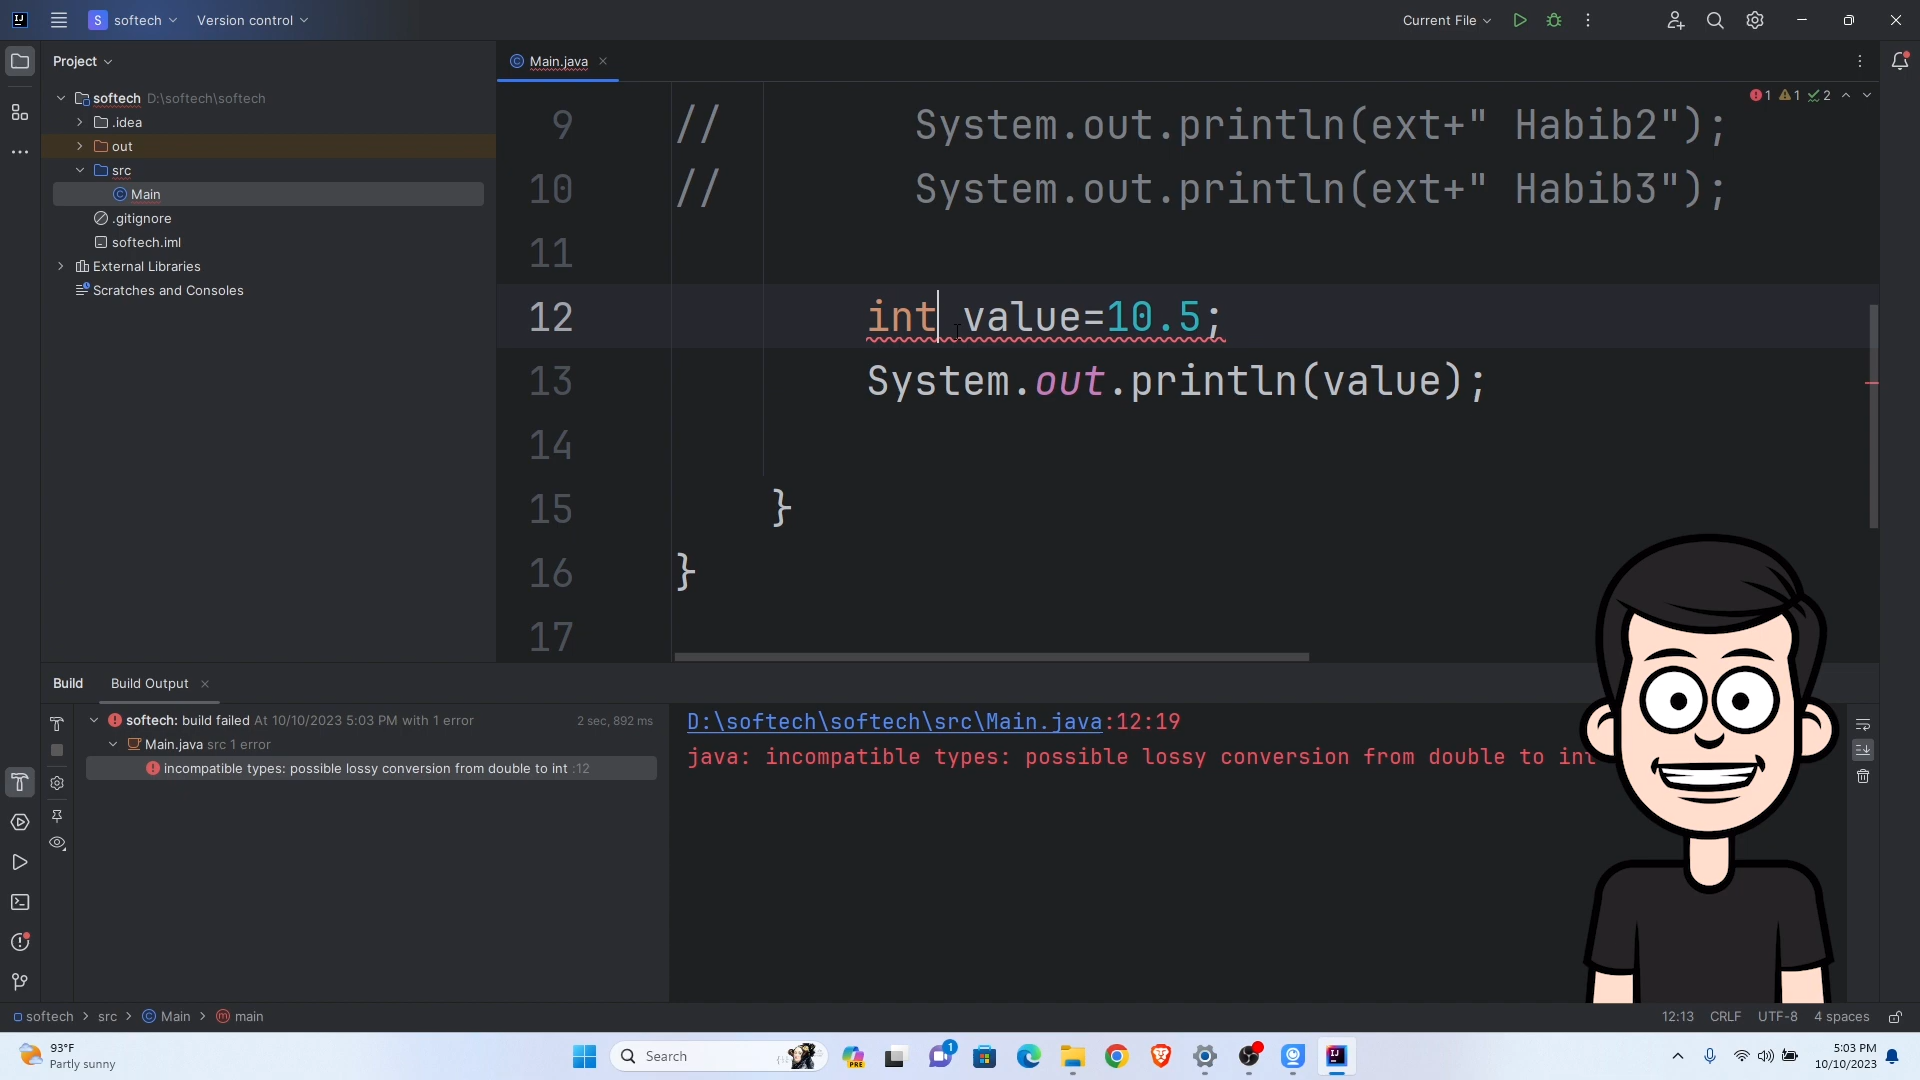 S softech Version control Current File
Project
Main.java
softech D:\softech\softech
.idea
out
src
Main
.gitignore
softech.iml
External Libraries
Scratches and Consoles
1 1 2
9 // System.out.println(ext+" Habib2");
10 // System.out.println(ext+" Habib3");
11
12 int value=10.5;
13 System.out.println(value);
14
15 }
16 }
17
Build Build Output
softech: build failed At 10/10/2023 5:03 PM with 1 error 2 sec, 892 ms
Main.java src 1 error
incompatible types: possible lossy conversion from double to int :12
D:\softech\softech\src\Main.java:12:19
java: incompatible types: possible lossy conversion from double to int
softech > src > Main > main
12:13 CRLF UTF-8 4 spaces
93°F
Partly sunny
Search
PRE
1
5:03 PM
10/10/2023